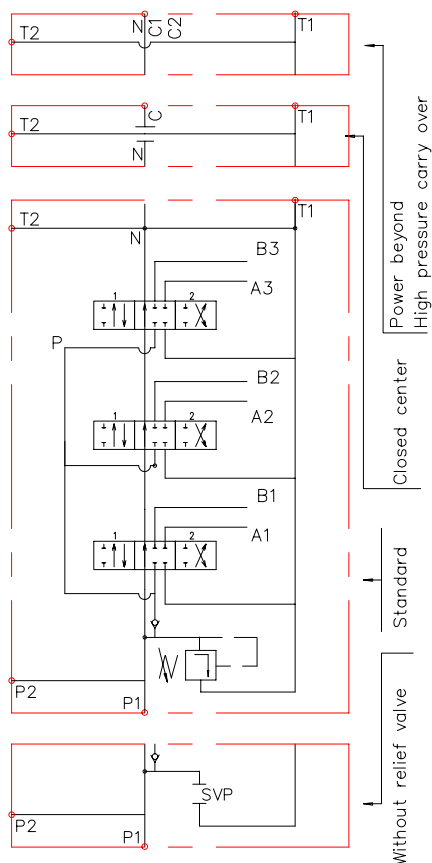 T2
N
C1
C2
T1
T2
C
N
T1
T2
N
T1
B3
A3
1
2
P
B2
A2
1
2
B1
A1
1
2
P2
P1
SVP
P2
P1
Power beyond
High pressure carry over
Closed center
Standard
Without relief valve